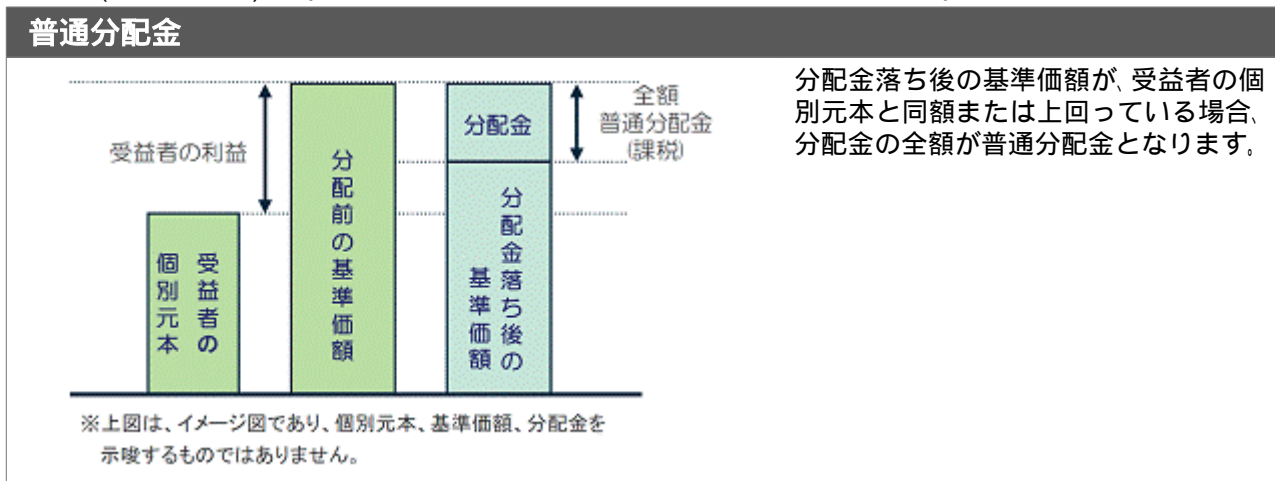 普通分配金
分配金落ち後の基準価額が、受益者の個
別元本と同額または上回っている場合、
分配金の全額が普通分配金となります。
受益者の利益
受益者の
個別元本
分配前の基準価額
分配金
分配金落ち後の
基準価額
全額
普通分配金
(課税)
※上図は、イメージ図であり、個別元本、基準価額、分配金を
示唆するものではありません。